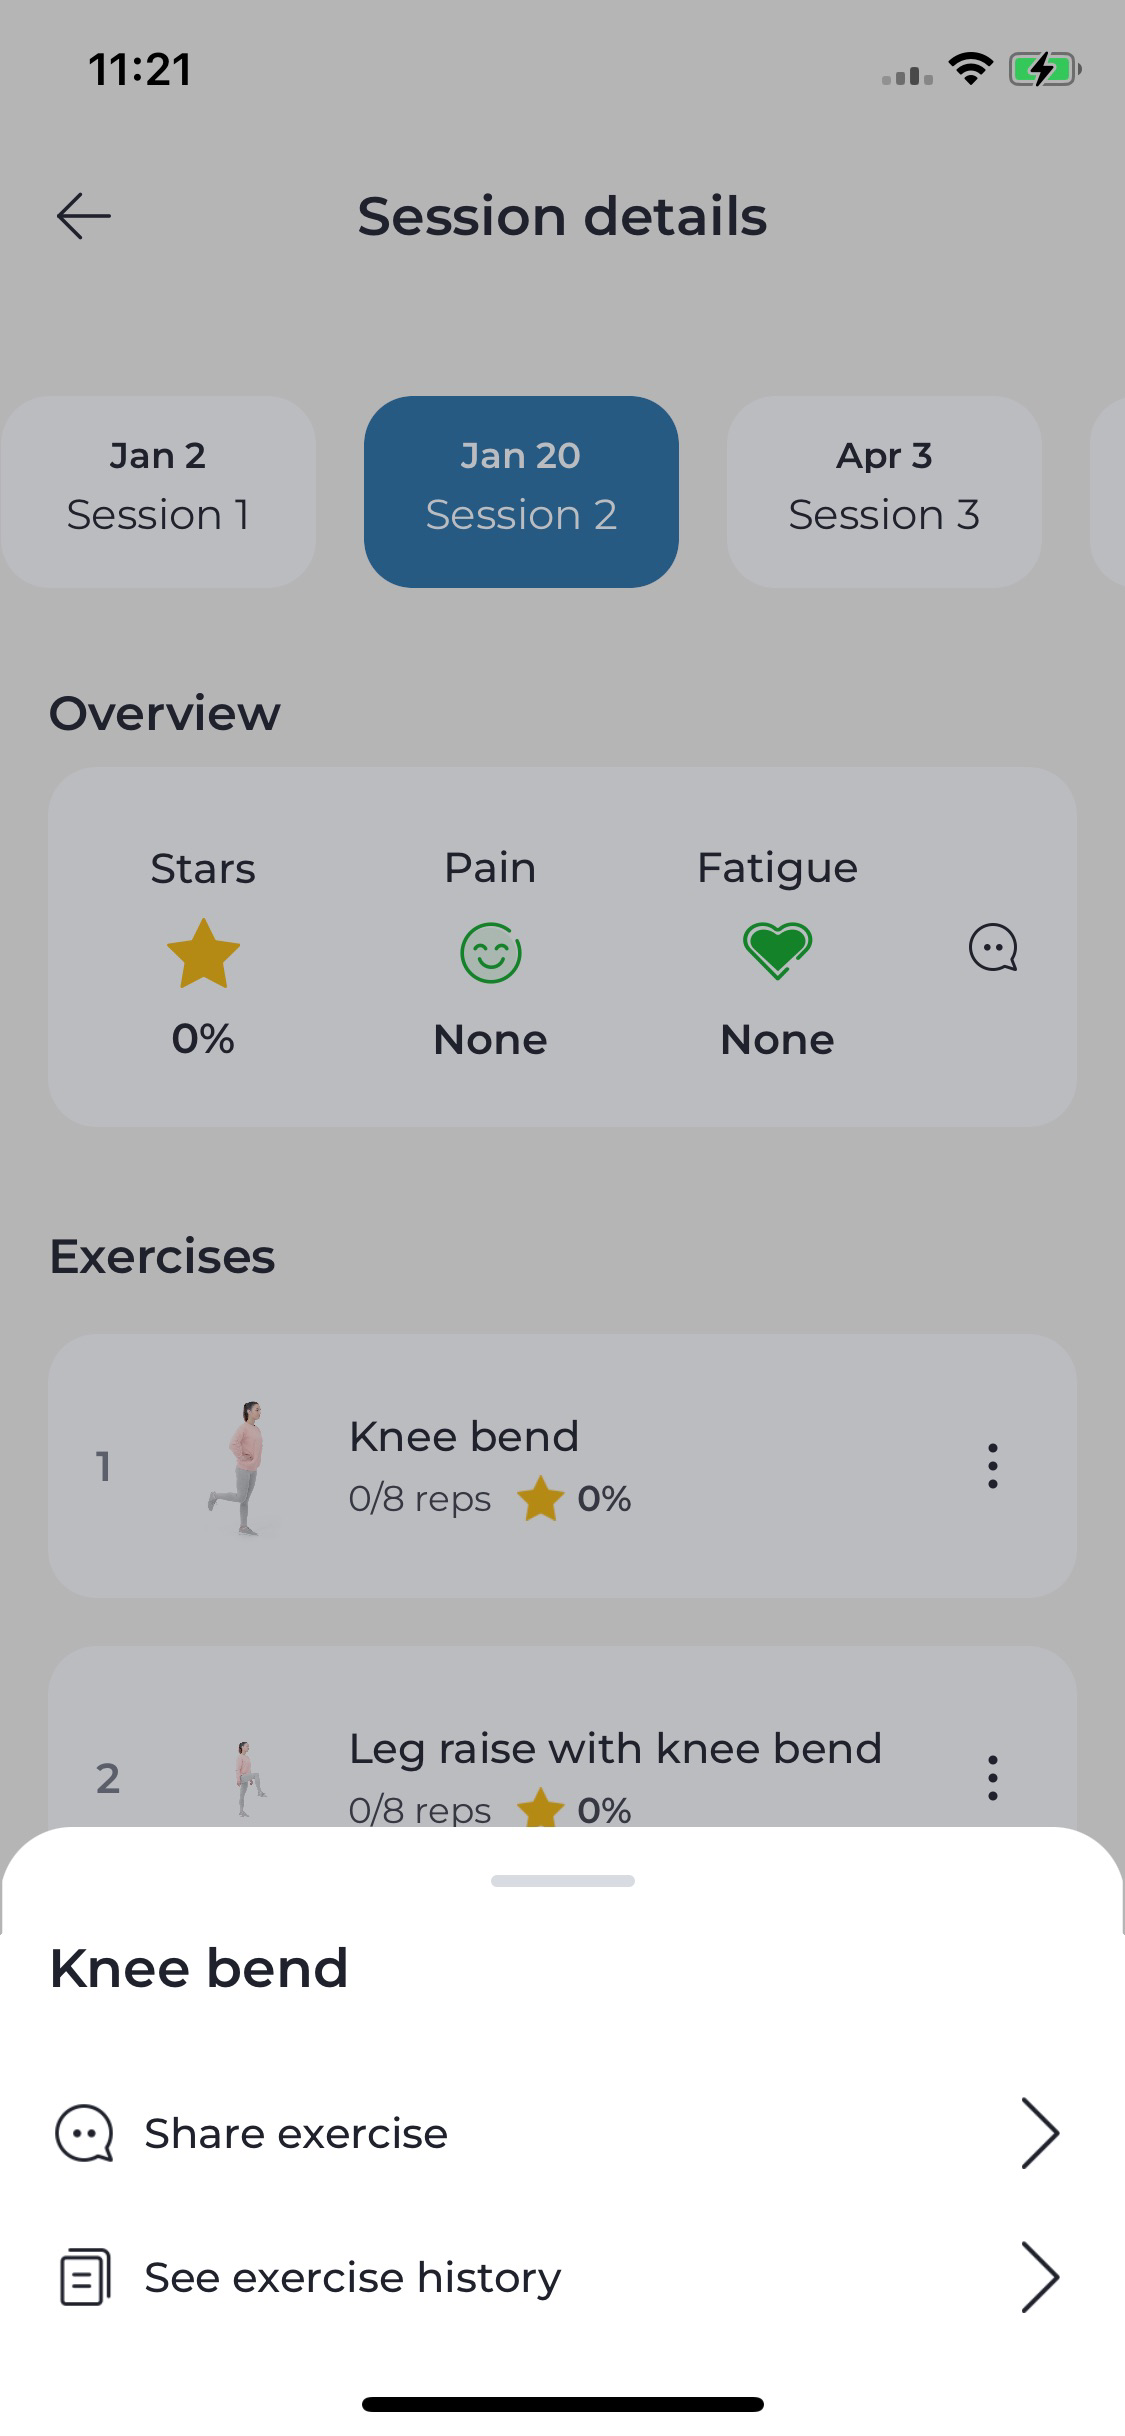 11:21
Session details
Jan 2
Session 1
Jan 20
Session 2
Apr 3
Session 3
Overview
Stars
0%
Pain
None
Fatigue
None
Exercises
1
Knee bend
0/8 reps 0%
2
Leg raise with knee bend
0/8 reps 0%
Knee bend
Share exercise
See exercise history